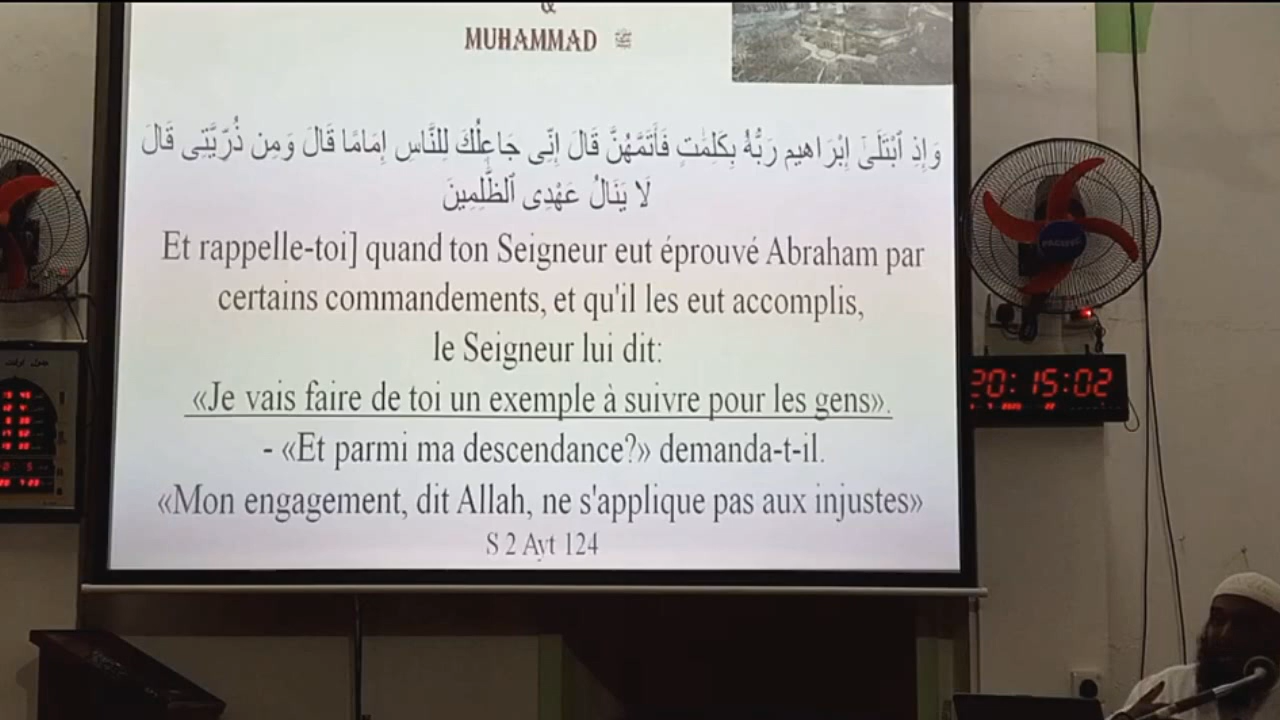 &
MUHAMMAD ﷺ
وَإِذِ ٱبْتَلَىٰٓ إِبْرَاهِيم رَبُّهُۥ بِكَلِمَٰتٍ فَأَتَمَّهُنَّ قَالَ إِنِّى جَاعِلُكَ لِلنَّاسِ إِمَامًا قَالَ وَمِن ذُرِّيَّتِى قَالَ
لَا يَنَالُ عَهْدِى ٱلظَّٰلِمِينَ
Et rappelle-toi] quand ton Seigneur eut éprouvé Abraham par
certains commandements, et qu'il les eut accomplis,
le Seigneur lui dit:
«Je vais faire de toi un exemple à suivre pour les gens».
- «Et parmi ma descendance?» demanda-t-il.
«Mon engagement, dit Allah, ne s'applique pas aux injustes»
S 2 Ayt 124
20:15:02